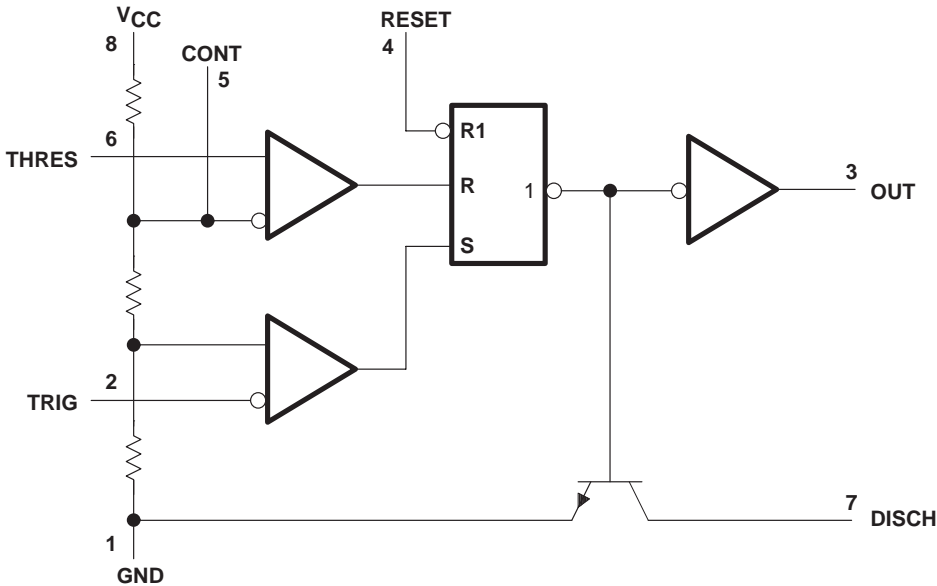 VCC
8
CONT
5
RESET
4
6
THRES
R1
R
1
S
3
OUT
2
TRIG
7
DISCH
1
GND